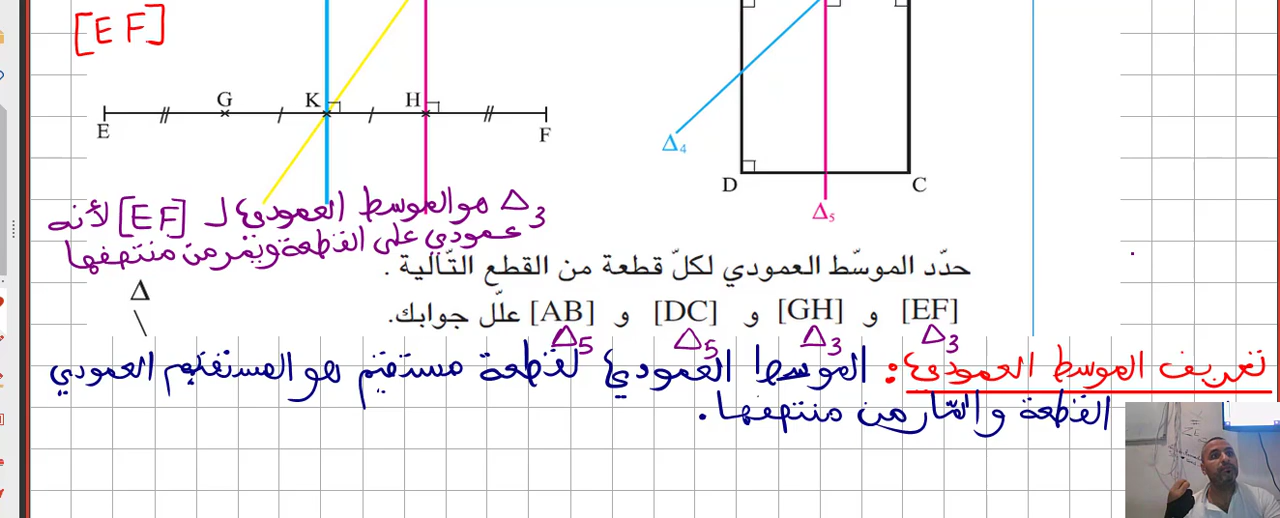 [EF]
E G K H F
Δ4
D C
Δ5
Δ3 هو الموسط العمودي لـ [EF] لأنه
عمودي على القطعة ويمر من منتصفها
حدّد الموسّط العمودي لكلّ قطعة من القطع التّالية .
[EF] و [GH] و [DC] و [AB] علّل جوابك.
Δ
Δ3 Δ3 Δ5 Δ5
تعريف الموسط العمودي: الموسط العمودي لقطعة مستقيم هو المستقيم العمودي
القطعة والمار من منتصفها.